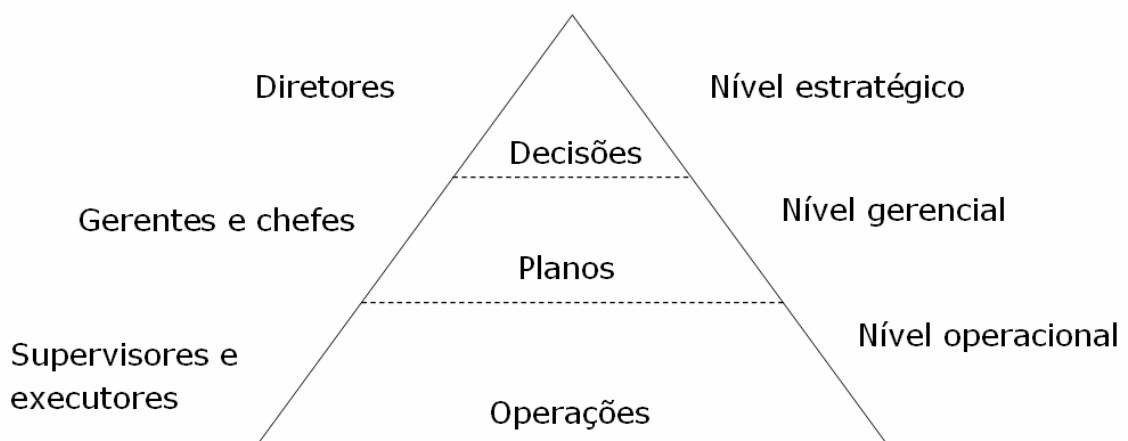 Diretores
Nível estratégico
Decisões
Gerentes e chefes
Nível gerencial
Planos
Supervisores e
executores
Nível operacional
Operações